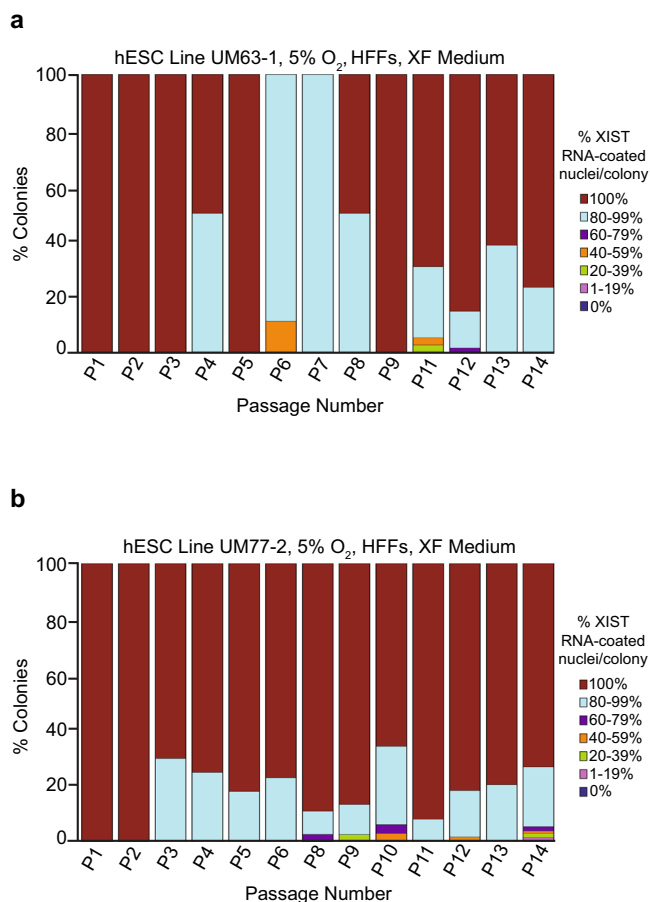 a
hESC Line UM63-1, 5% O2, HFFs, XF Medium
100
80
60
40
20
0
% Colonies
P1 P2 P3 P4 P5 P6 P7 P8 P9 P11 P12 P13 P14
Passage Number
% XIST
RNA-coated
nuclei/colony
100%
80-99%
60-79%
40-59%
20-39%
1-19%
0%
b
hESC Line UM77-2, 5% O2, HFFs, XF Medium
100
80
60
40
20
0
% Colonies
P1 P2 P3 P4 P5 P6 P8 P9 P10 P11 P12 P13 P14
Passage Number
% XIST
RNA-coated
nuclei/colony
100%
80-99%
60-79%
40-59%
20-39%
1-19%
0%